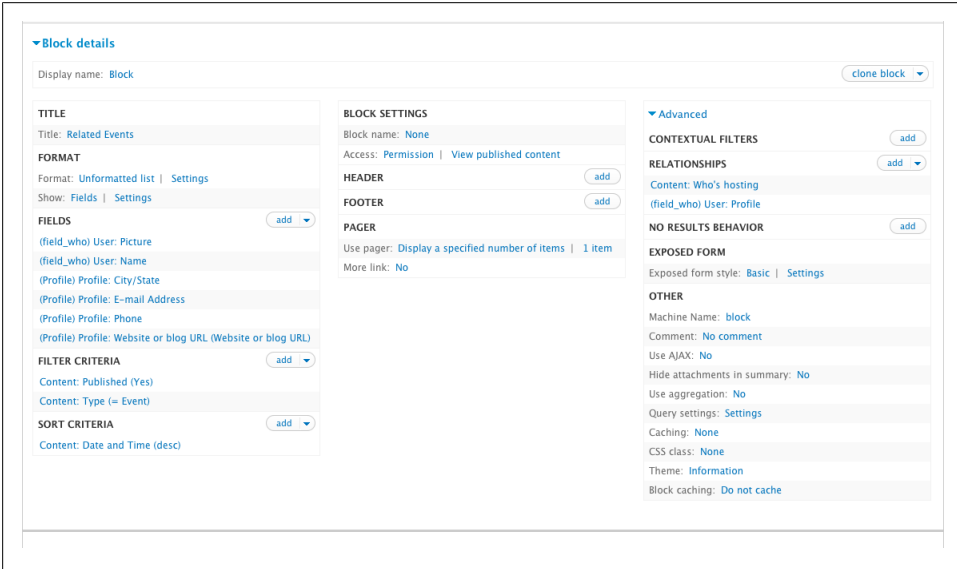 Block details
Display name: Block
clone block
TITLE
Title: Related Events
FORMAT
Format: Unformatted list | Settings
Show: Fields | Settings
FIELDS add
(field_who) User: Picture
(field_who) User: Name
(Profile) Profile: City/State
(Profile) Profile: E-mail Address
(Profile) Profile: Phone
(Profile) Profile: Website or blog URL (Website or blog URL)
FILTER CRITERIA add
Content: Published (Yes)
Content: Type (= Event)
SORT CRITERIA add
Content: Date and Time (desc)
BLOCK SETTINGS
Block name: None
Access: Permission | View published content
HEADER add
FOOTER add
PAGER
Use pager: Display a specified number of items | 1 item
More link: No
Advanced
CONTEXTUAL FILTERS add
RELATIONSHIPS add
Content: Who's hosting
(field_who) User: Profile
NO RESULTS BEHAVIOR add
EXPOSED FORM
Exposed form style: Basic | Settings
OTHER
Machine Name: block
Comment: No comment
Use AJAX: No
Hide attachments in summary: No
Use aggregation: No
Query settings: Settings
Caching: None
CSS class: None
Theme: Information
Block caching: Do not cache